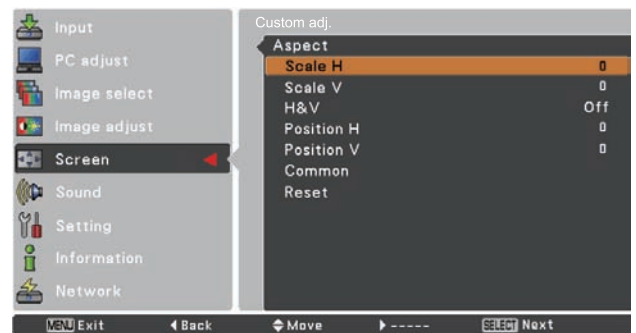 Input
PC adjust
Image select
Image adjust
Screen
Sound
Setting
Information
Network
Custom adj.
Aspect
Scale H 0
Scale V 0
H&V Off
Position H 0
Position V 0
Common
Reset
MENU Exit Back Move ----- SELECT Next